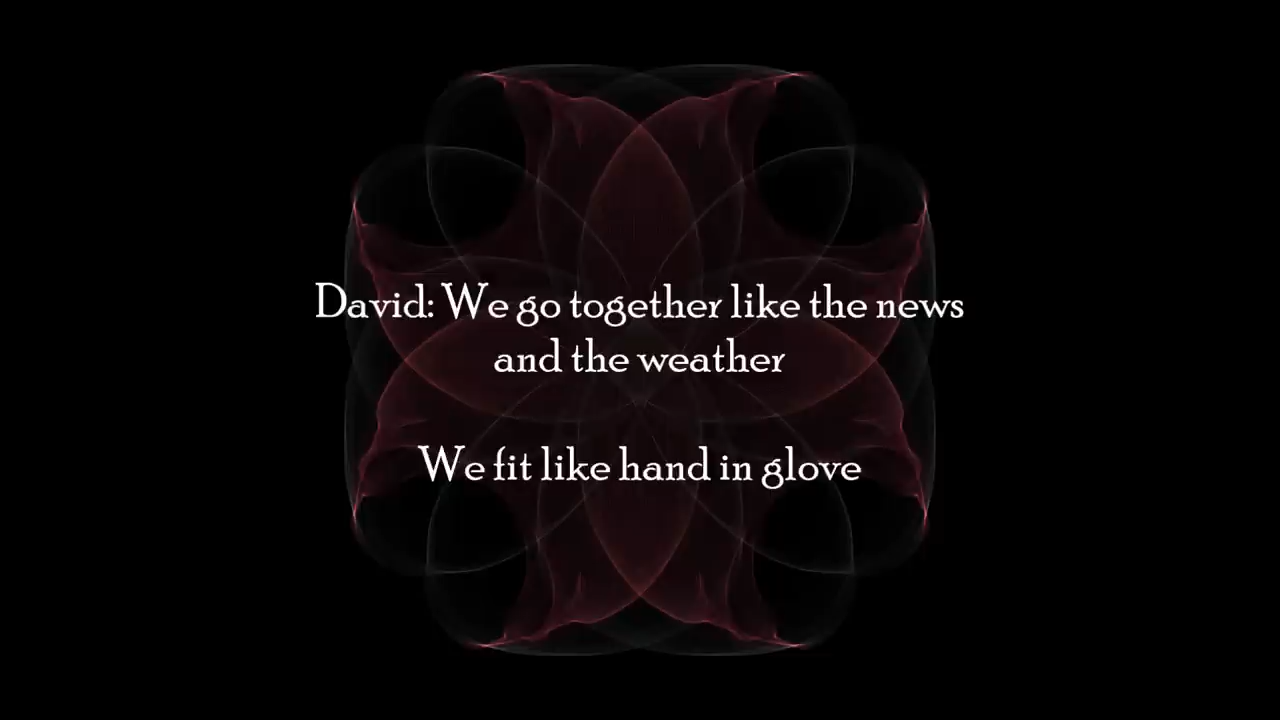 David: We go together like the news
and the weather
We fit like hand in glove